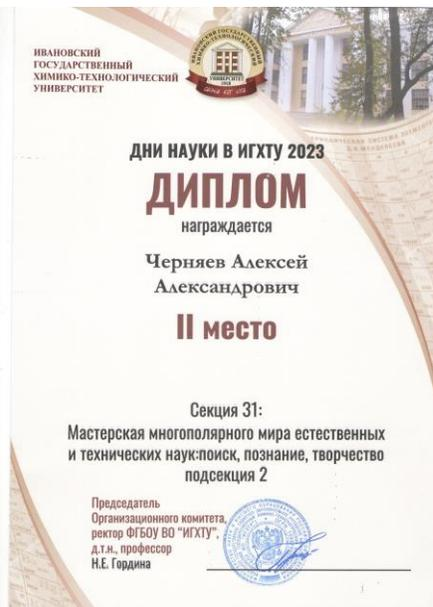 ИВАНОВСКИЙ
ГОСУДАРСТВЕННЫЙ
ХИМИКО-ТЕХНОЛОГИЧЕСКИЙ
УНИВЕРСИТЕТ
УНИВЕРСИТЕТ
ДНИ НАУКИ В ИГХТУ 2023
ДИПЛОМ
награждается
Черняев Алексей
Александрович
II место
Секция 31:
Мастерская многополярного мира естественных
и технических наук:поиск, познание, творчество
подсекция 2
Председатель
Организационного комитета,
ректор ФГБОУ ВО "ИГХТУ",
д.т.н., профессор
Н.Е. Гордина